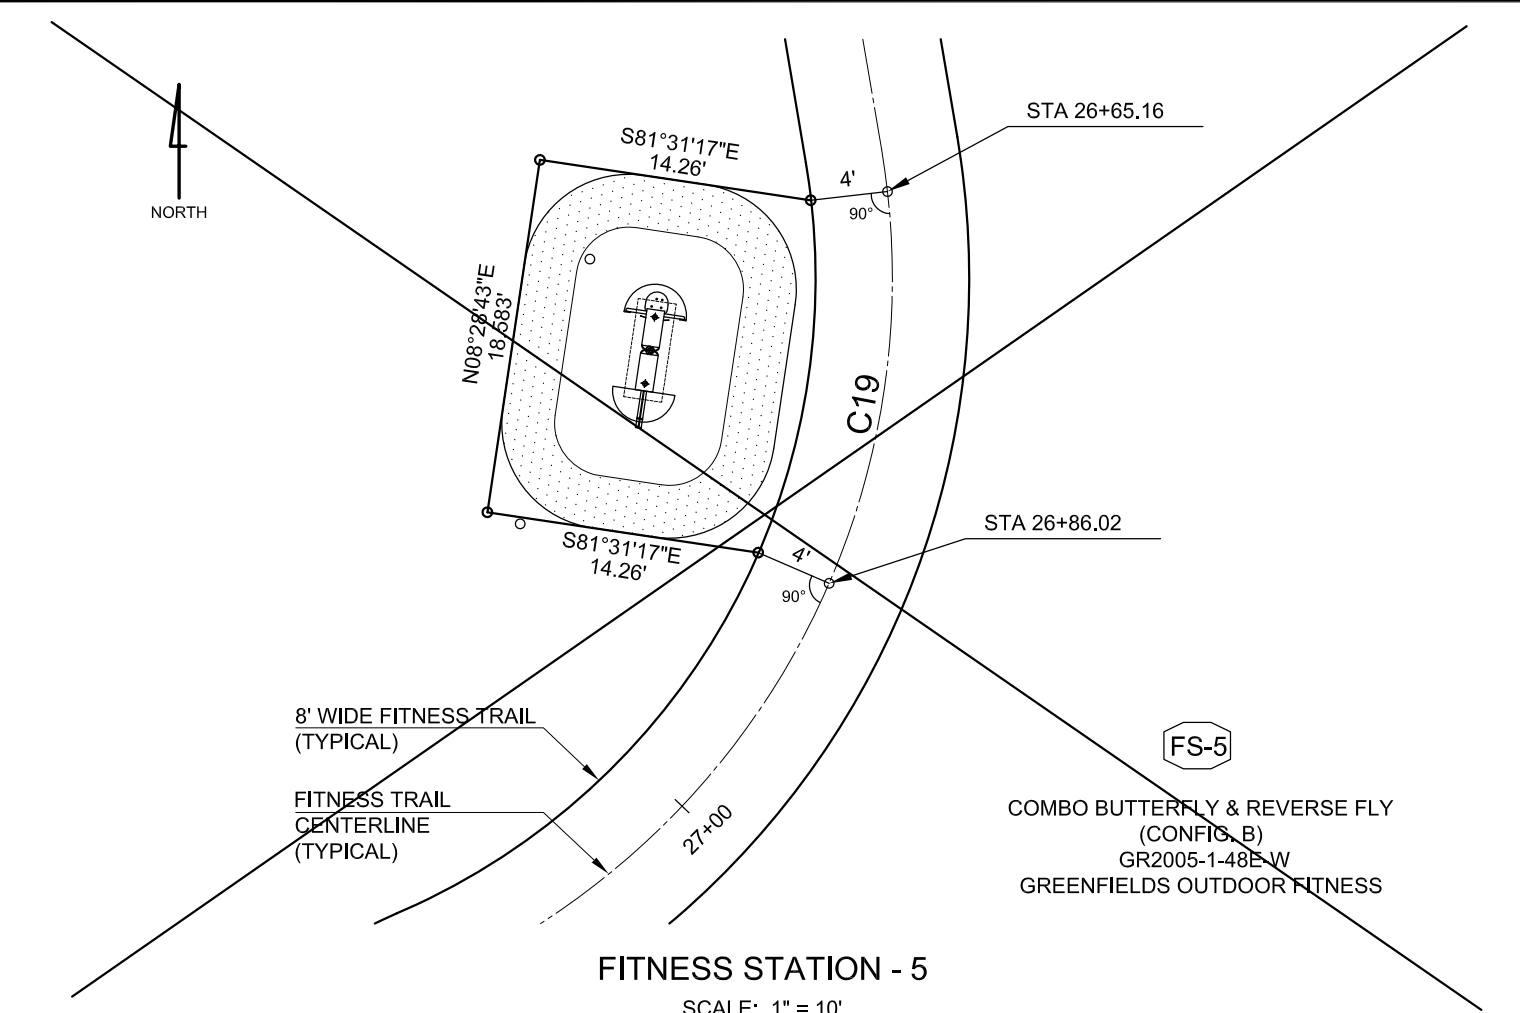 STA 26+65.16
S81°31'17"E
14.26'
4'
90°
NORTH
N08°28'43"E
18.583'
C19
STA 26+86.02
S81°31'17"E
14.26'
4'
90°
8' WIDE FITNESS TRAIL
(TYPICAL)
FITNESS TRAIL
CENTERLINE
(TYPICAL)
27+00
FS-5
COMBO BUTTERFLY & REVERSE FLY
(CONFIG. B)
GR2005-1-48E-W
GREENFIELDS OUTDOOR FITNESS
FITNESS STATION - 5
SCALE: 1" = 10'